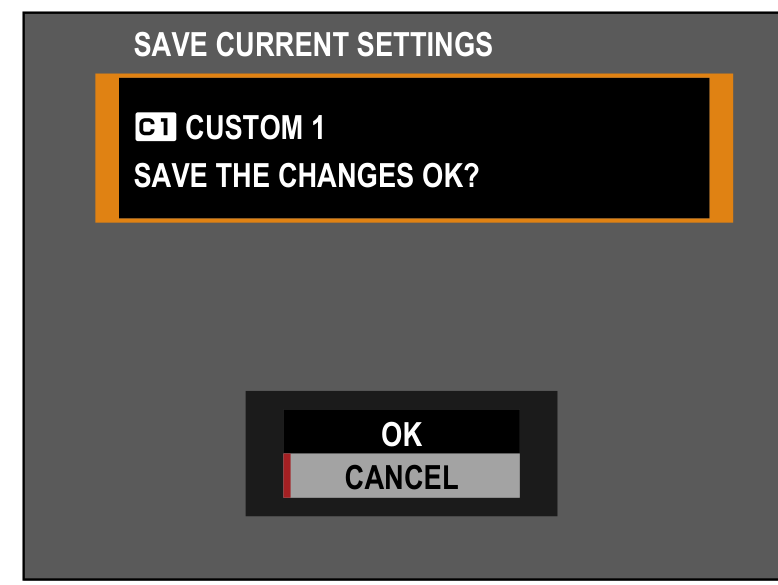 SAVE CURRENT SETTINGS
C1 CUSTOM 1
SAVE THE CHANGES OK?
OK
CANCEL